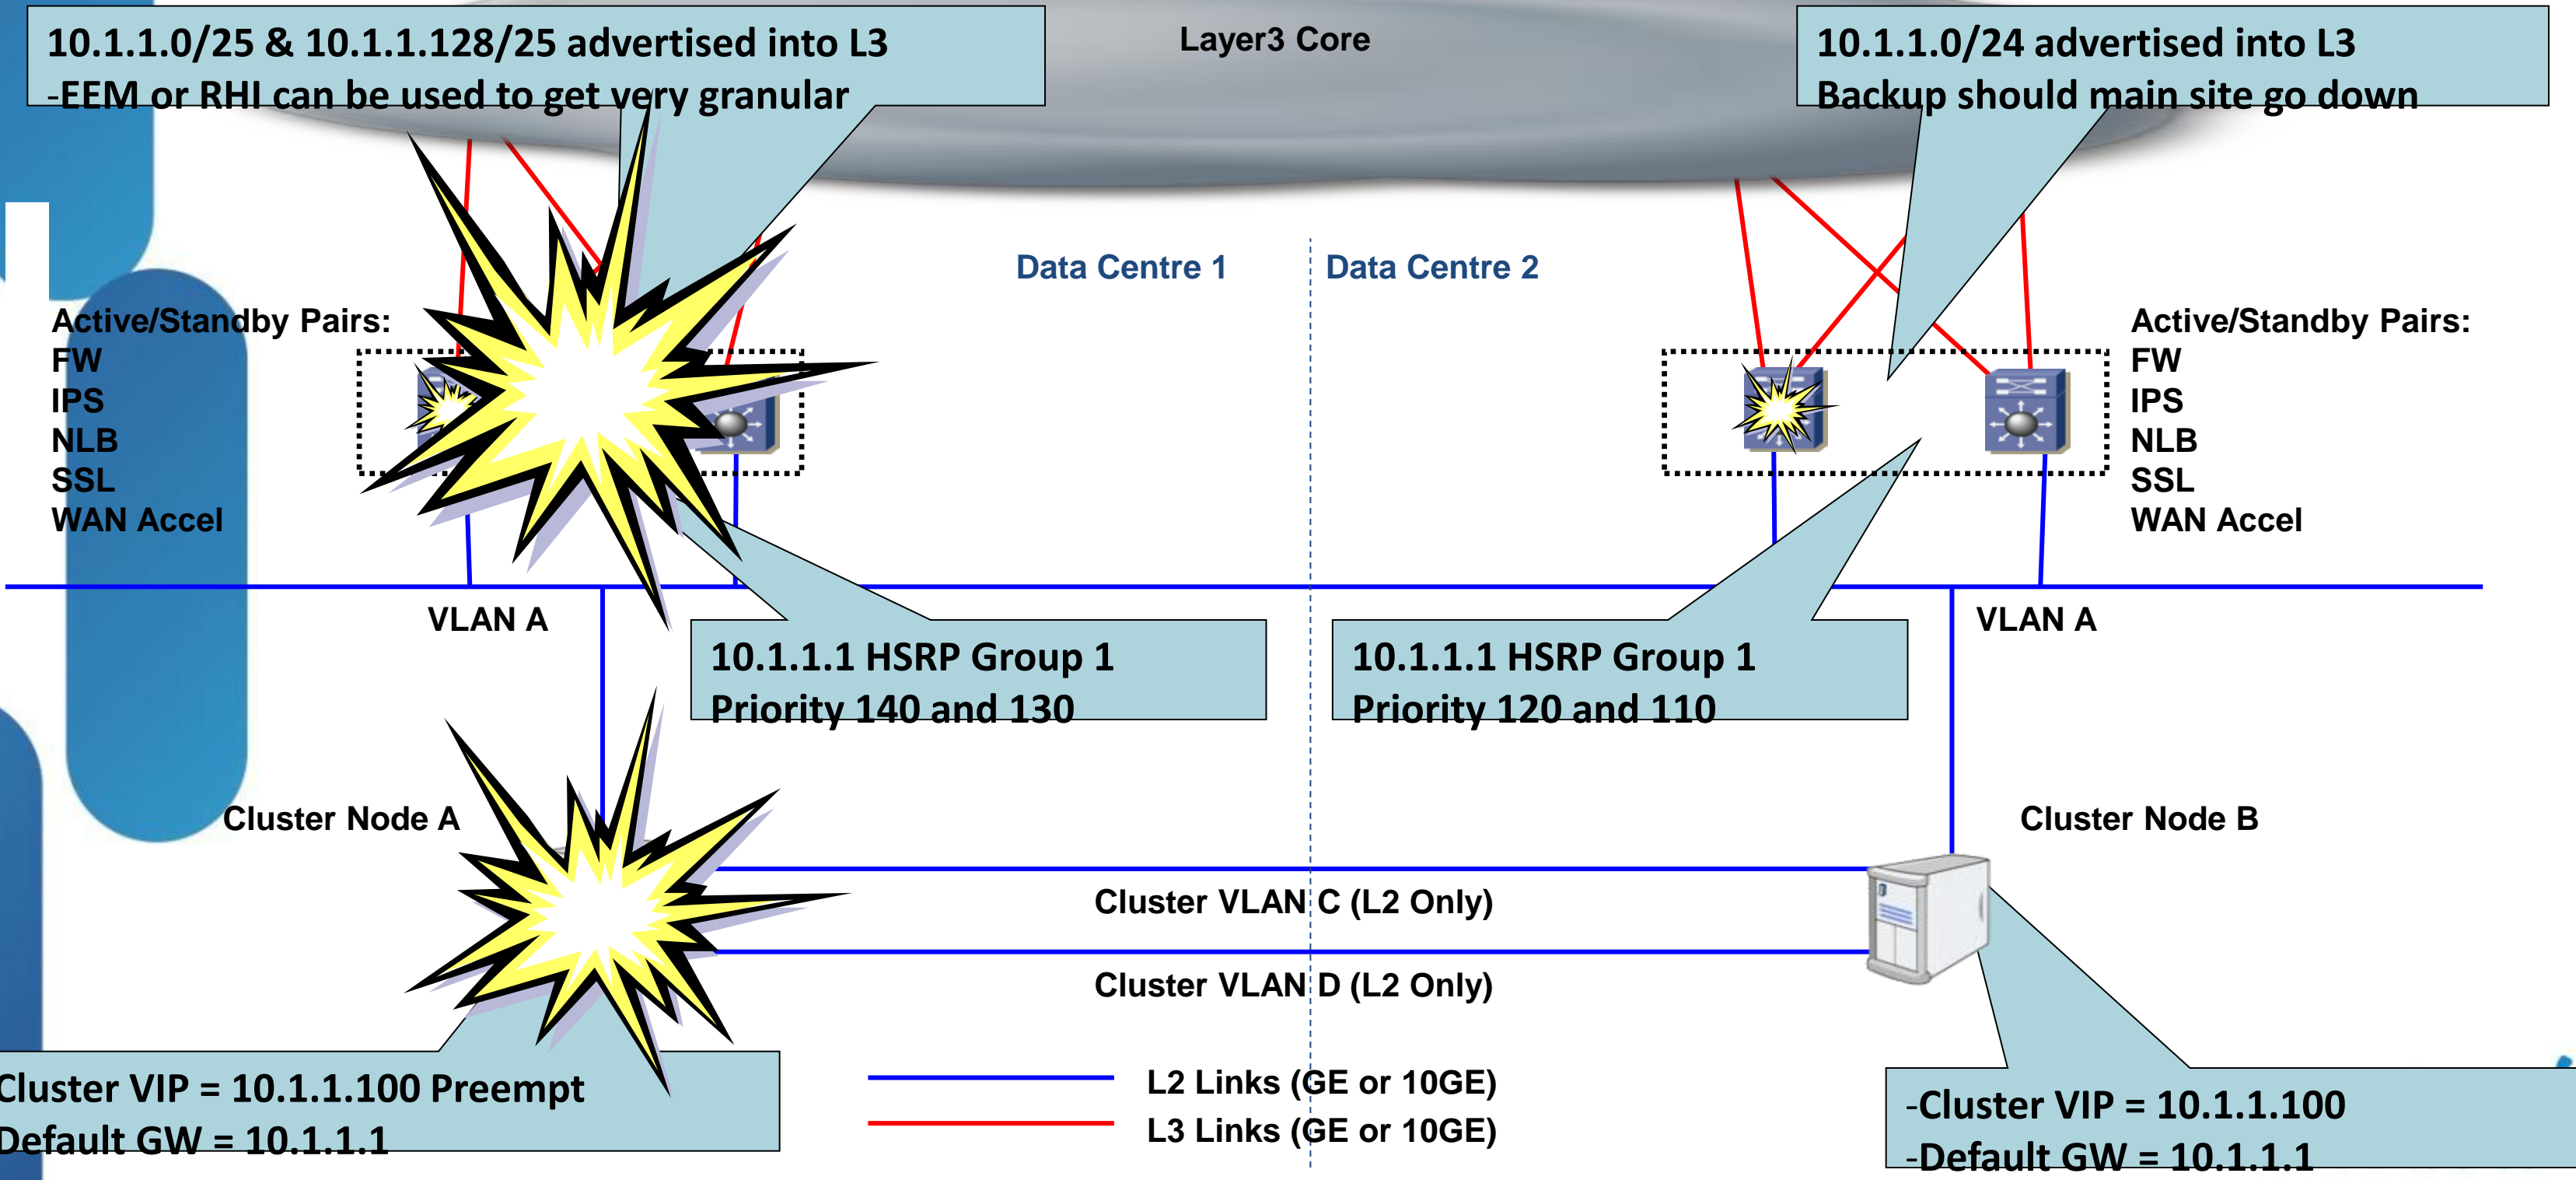 10.1.1.0/25 & 10.1.1.128/25 advertised into L3
-EEM or RHI can be used to get very granular
Layer3 Core
10.1.1.0/24 advertised into L3
Backup should main site go down
Data Centre 1
Data Centre 2
Active/Standby Pairs:
FW
IPS
NLB
SSL
WAN Accel
Active/Standby Pairs:
FW
IPS
NLB
SSL
WAN Accel
VLAN A
VLAN A
10.1.1.1 HSRP Group 1
Priority 140 and 130
10.1.1.1 HSRP Group 1
Priority 120 and 110
Cluster Node A
Cluster Node B
Cluster VLAN C (L2 Only)
Cluster VLAN D (L2 Only)
Cluster VIP = 10.1.1.100 Preempt
Default GW = 10.1.1.1
L2 Links (GE or 10GE)
L3 Links (GE or 10GE)
-Cluster VIP = 10.1.1.100
-Default GW = 10.1.1.1